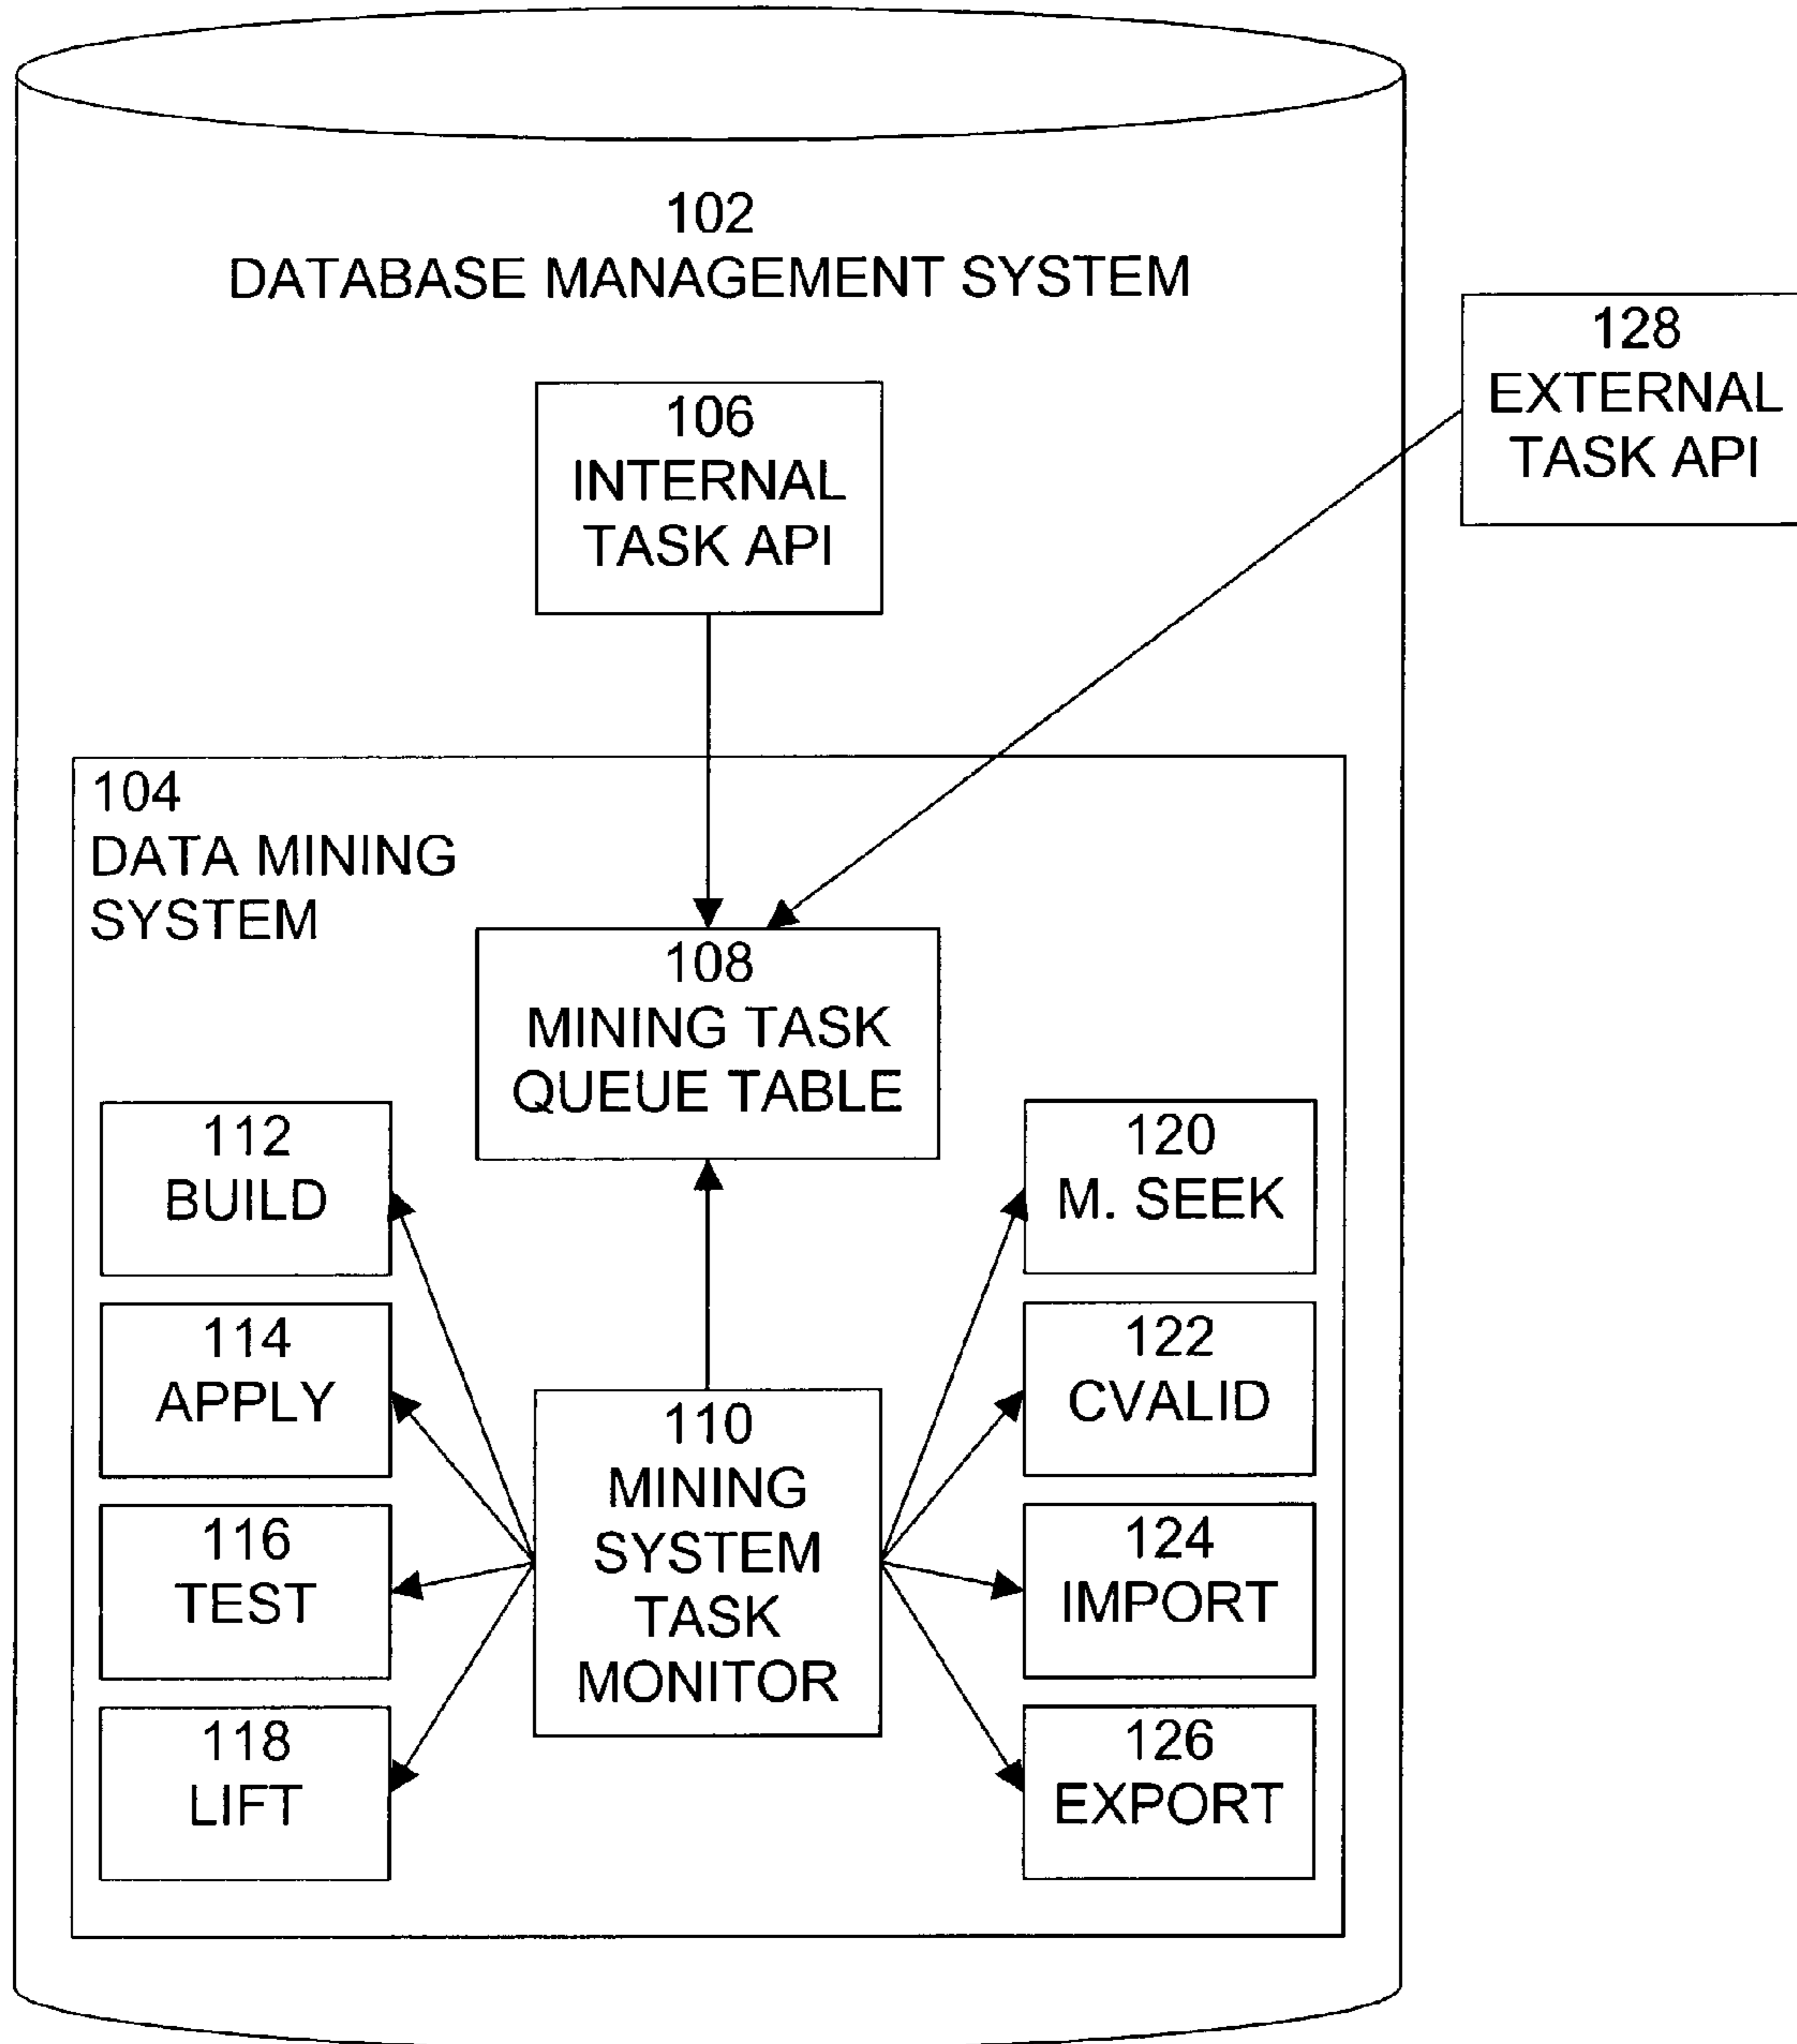 102
DATABASE MANAGEMENT SYSTEM
128
EXTERNAL
TASK API
106
INTERNAL
TASK API
104
DATA MINING
SYSTEM
108
MINING TASK
QUEUE TABLE
112
BUILD
114
APPLY
116
TEST
118
LIFT
110
MINING
SYSTEM
TASK
MONITOR
120
M. SEEK
122
CVALID
124
IMPORT
126
EXPORT